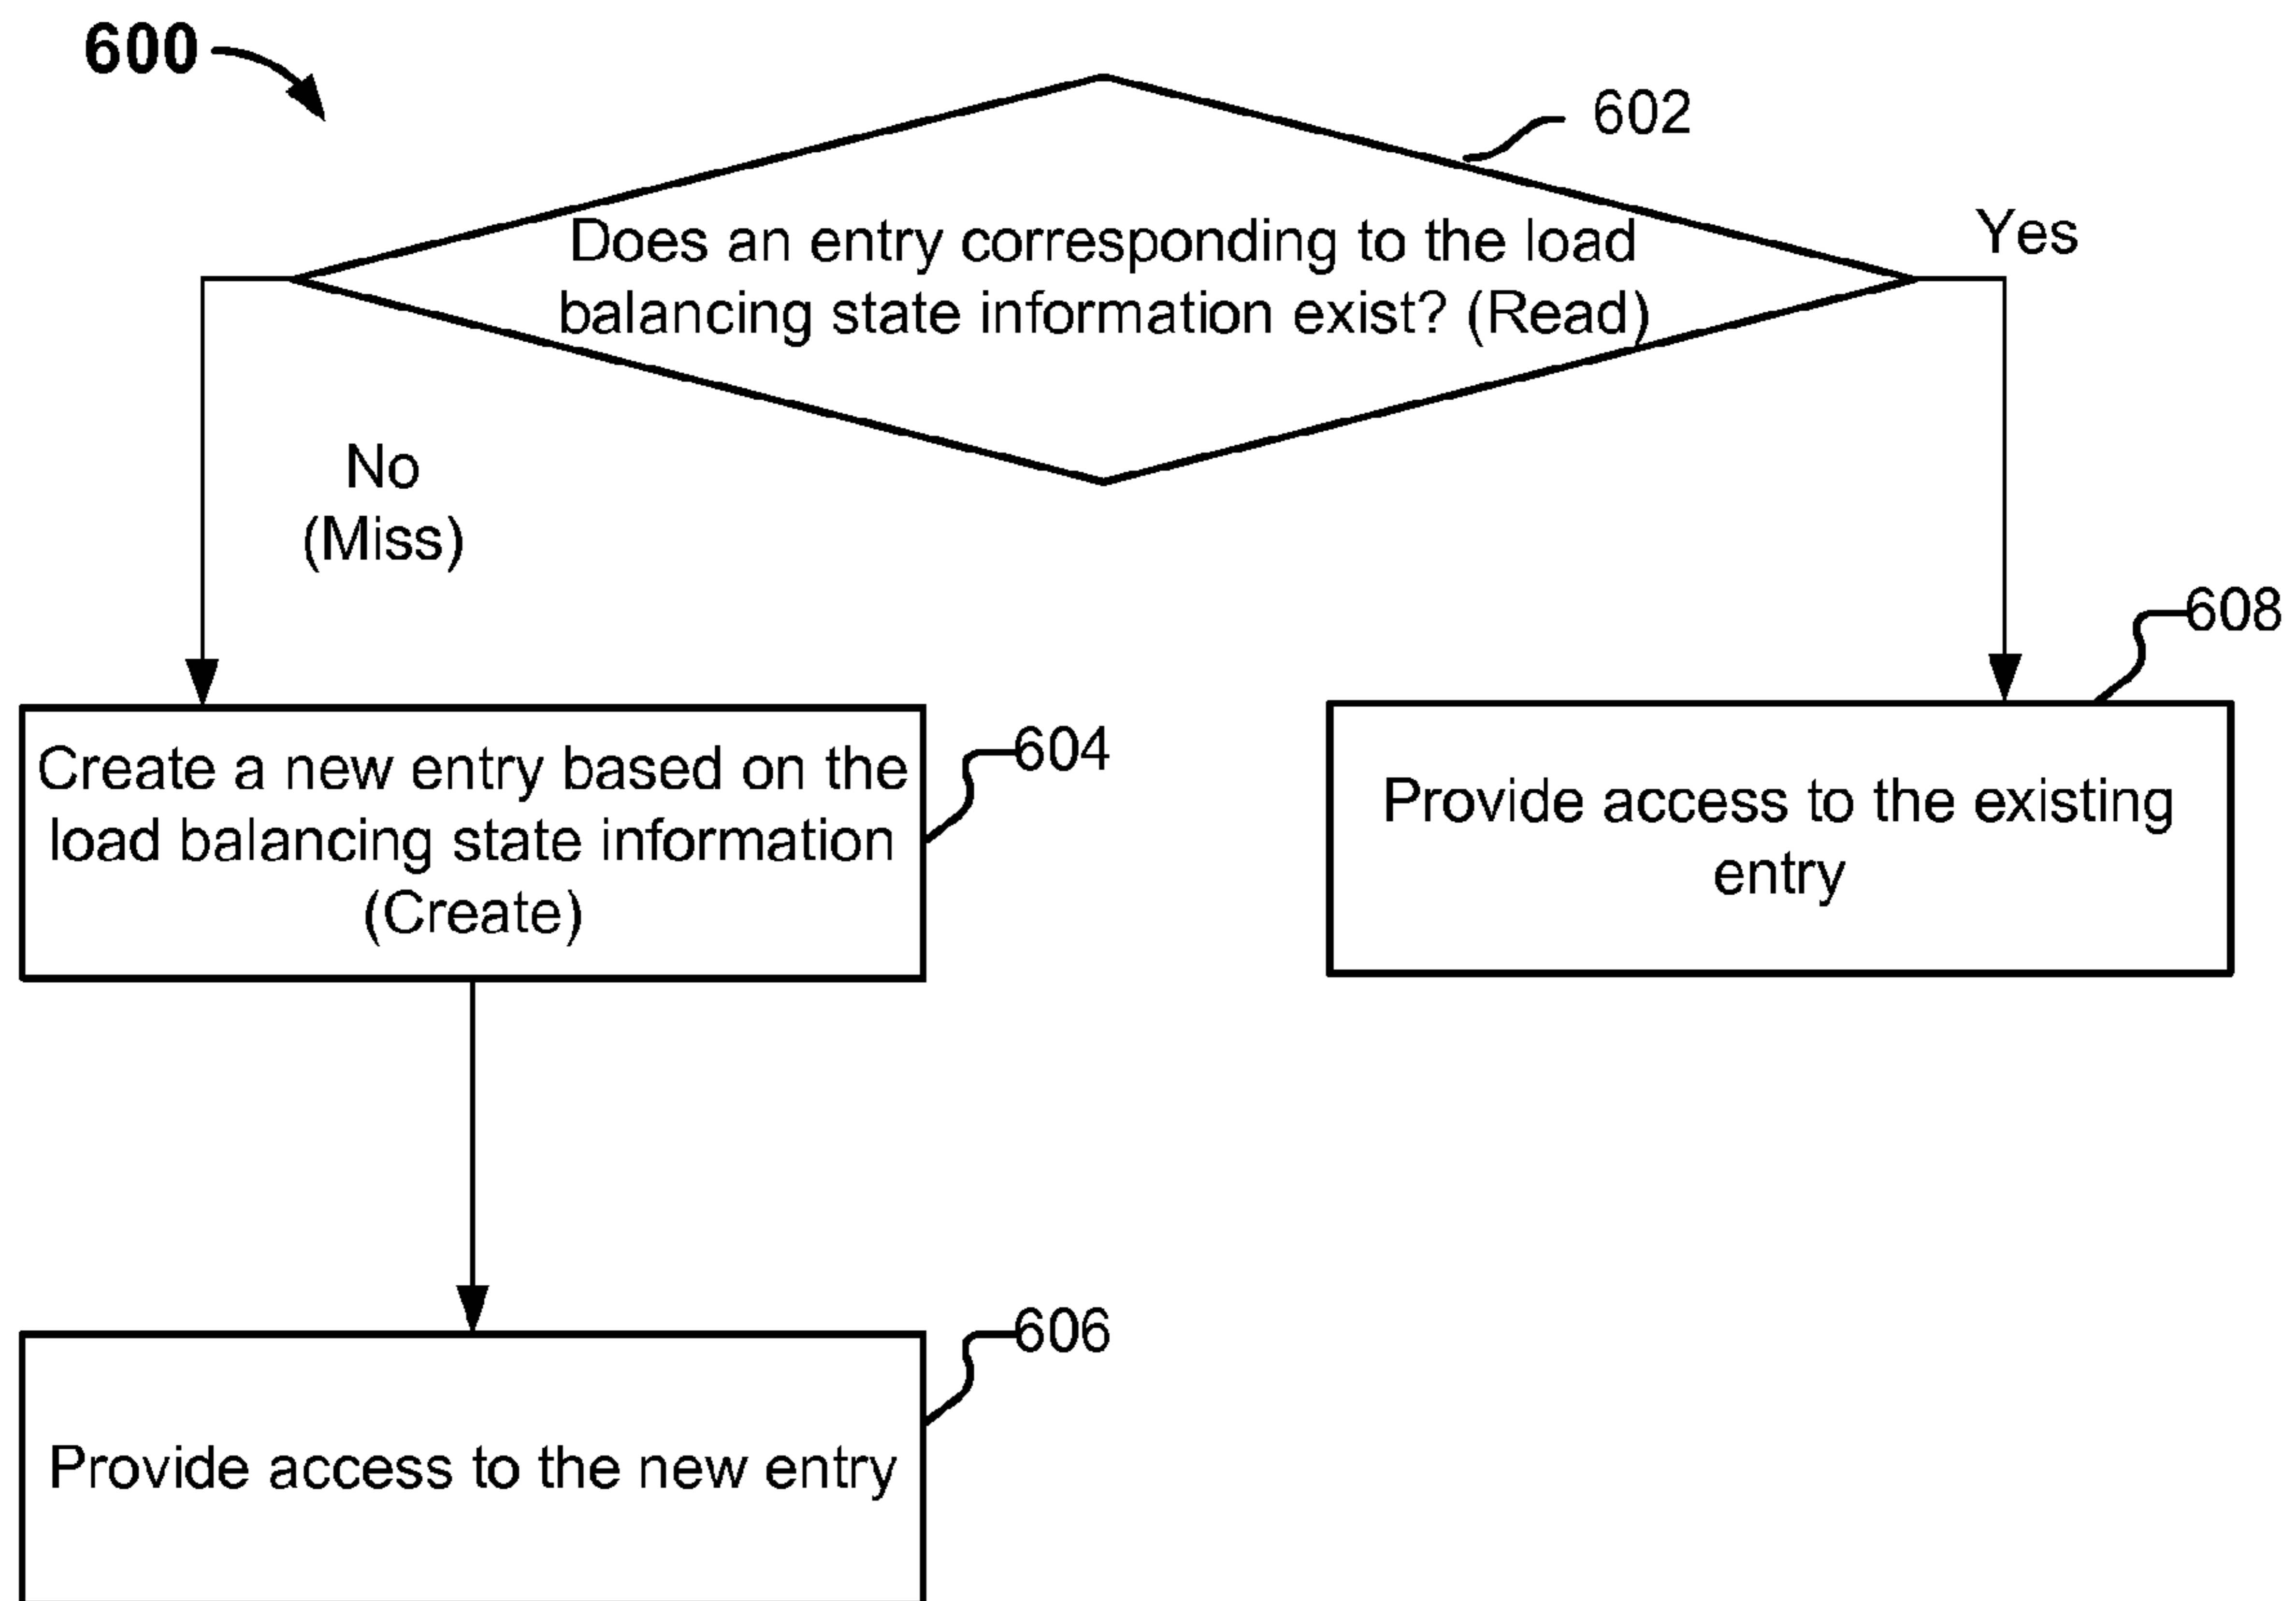 600
602
Does an entry corresponding to the load
balancing state information exist? (Read)
Yes
No
(Miss)
608
604
Create a new entry based on the
load balancing state information
(Create)
Provide access to the existing
entry
606
Provide access to the new entry